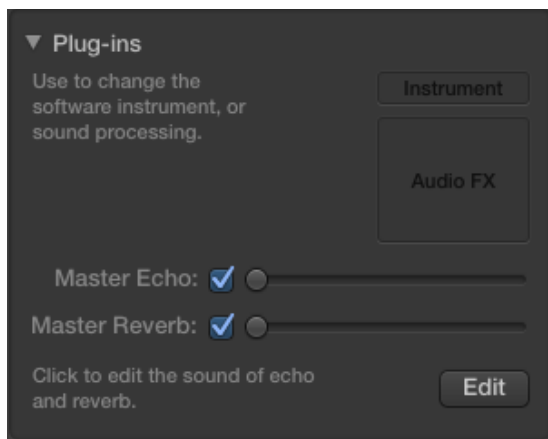 Plug-ins
Use to change the
software instrument, or
sound processing.
Instrument
Audio FX
Master Echo:
Master Reverb:
Click to edit the sound of echo
and reverb.
Edit